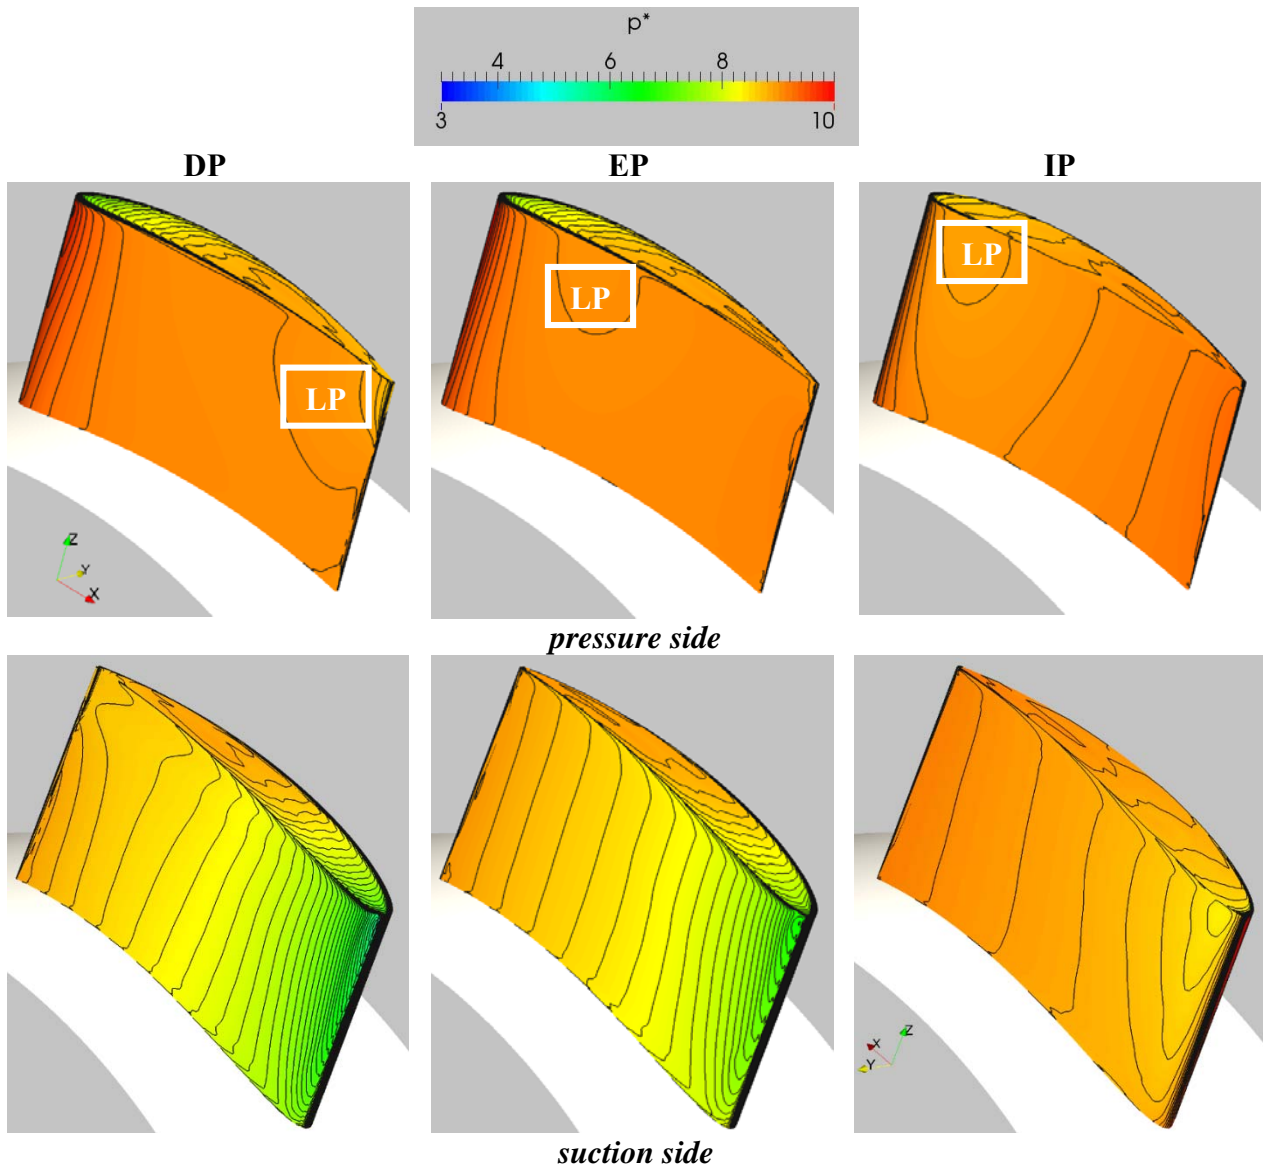 p*
4 6 8
3 10
DP EP IP
LP LP LP
Z
Y
X
pressure side
Z
X
Y
suction side